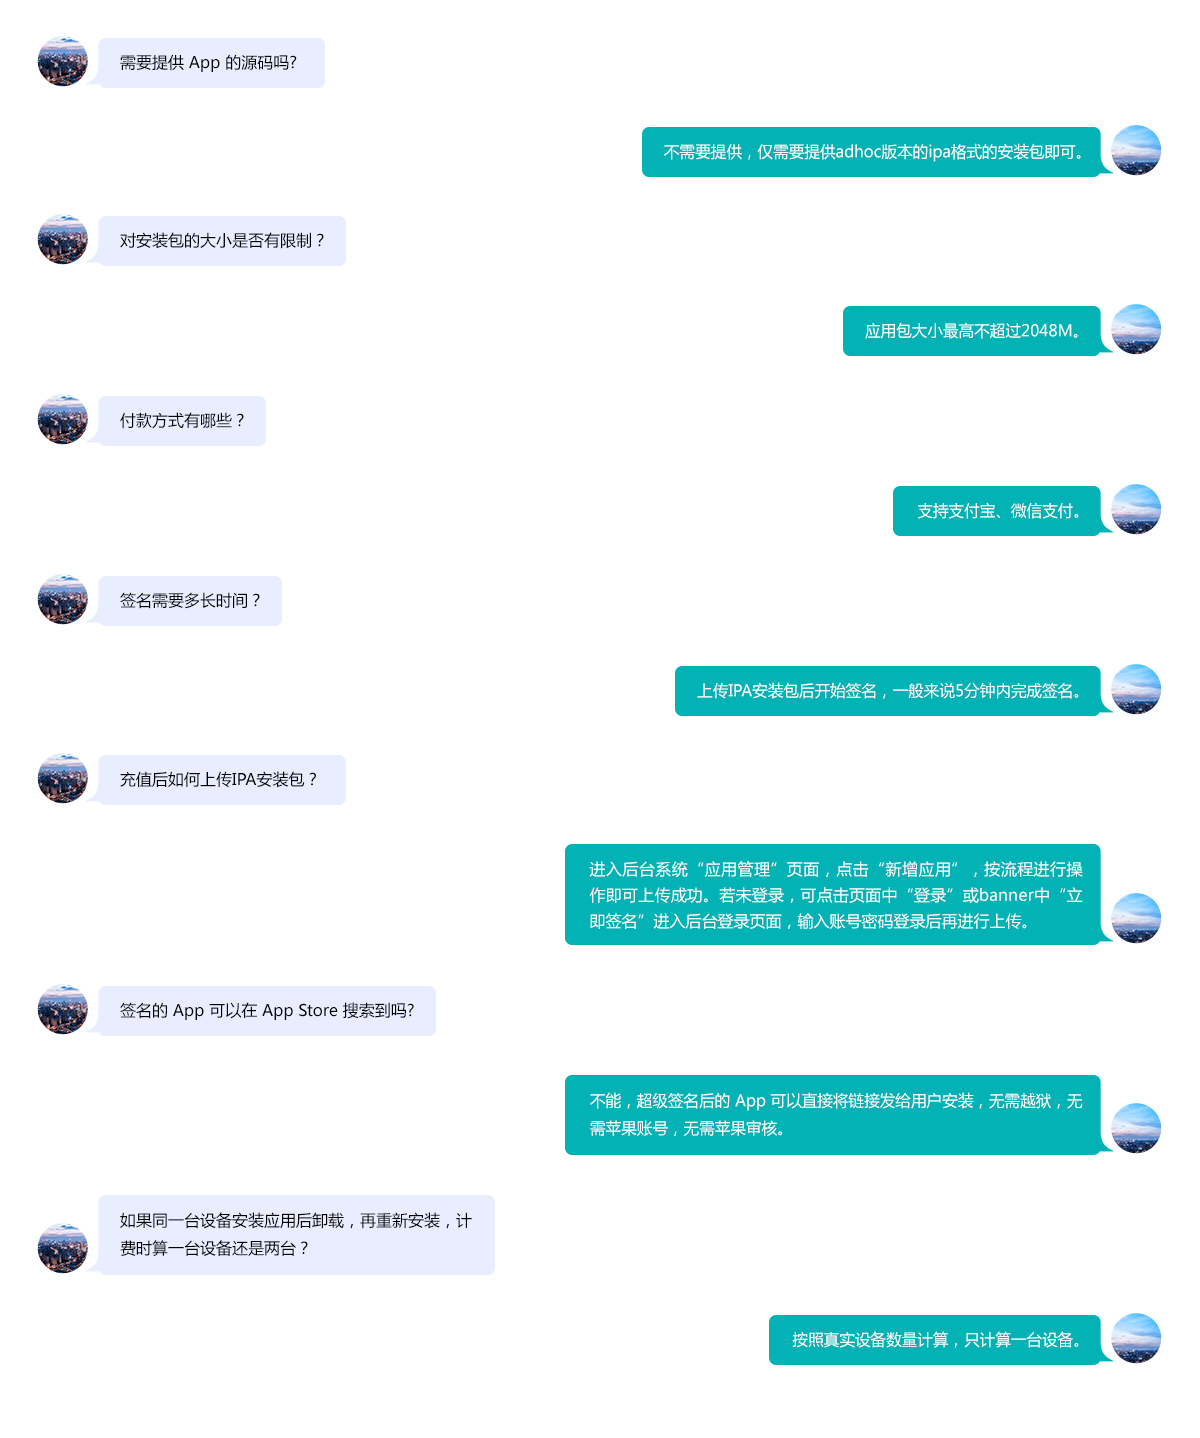 需要提供 App 的源码吗?
不需要提供，仅需要提供adhoc版本的ipa格式的安装包即可。
对安装包的大小是否有限制？
应用包大小最高不超过2048M。
付款方式有哪些？
支持支付宝、微信支付。
签名需要多长时间？
上传IPA安装包后开始签名，一般来说5分钟内完成签名。
充值后如何上传IPA安装包？
进入后台系统“应用管理”页面，点击“新增应用”，按流程进行操
作即可上传成功。若未登录，可点击页面中“登录”或banner中“立
即签名”进入后台登录页面，输入账号密码登录后再进行上传。
签名的 App 可以在 App Store 搜索到吗?
不能，超级签名后的 App 可以直接将链接发给用户安装，无需越狱，无
需苹果账号，无需苹果审核。
如果同一台设备安装应用后卸载，再重新安装，计
费时算一台设备还是两台？
按照真实设备数量计算，只计算一台设备。